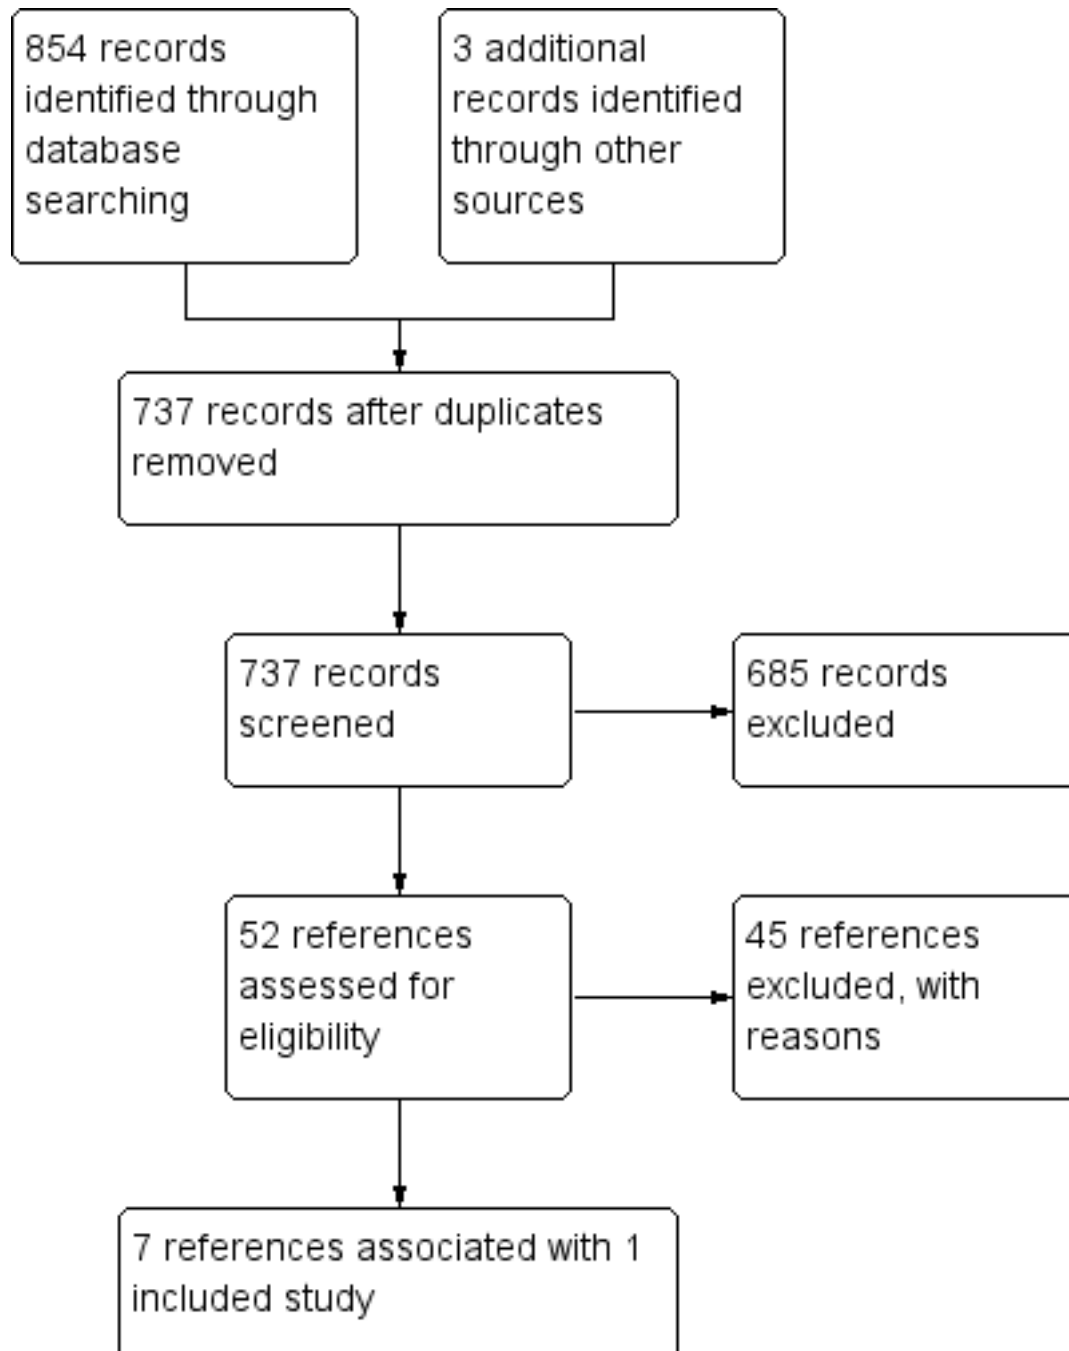 854 records
identified through
database
searching
3 additional
records identified
through other
sources
737 records after duplicates
removed
737 records
screened
685 records
excluded
52 references
assessed for
eligibility
45 references
excluded, with
reasons
7 references associated with 1
included study